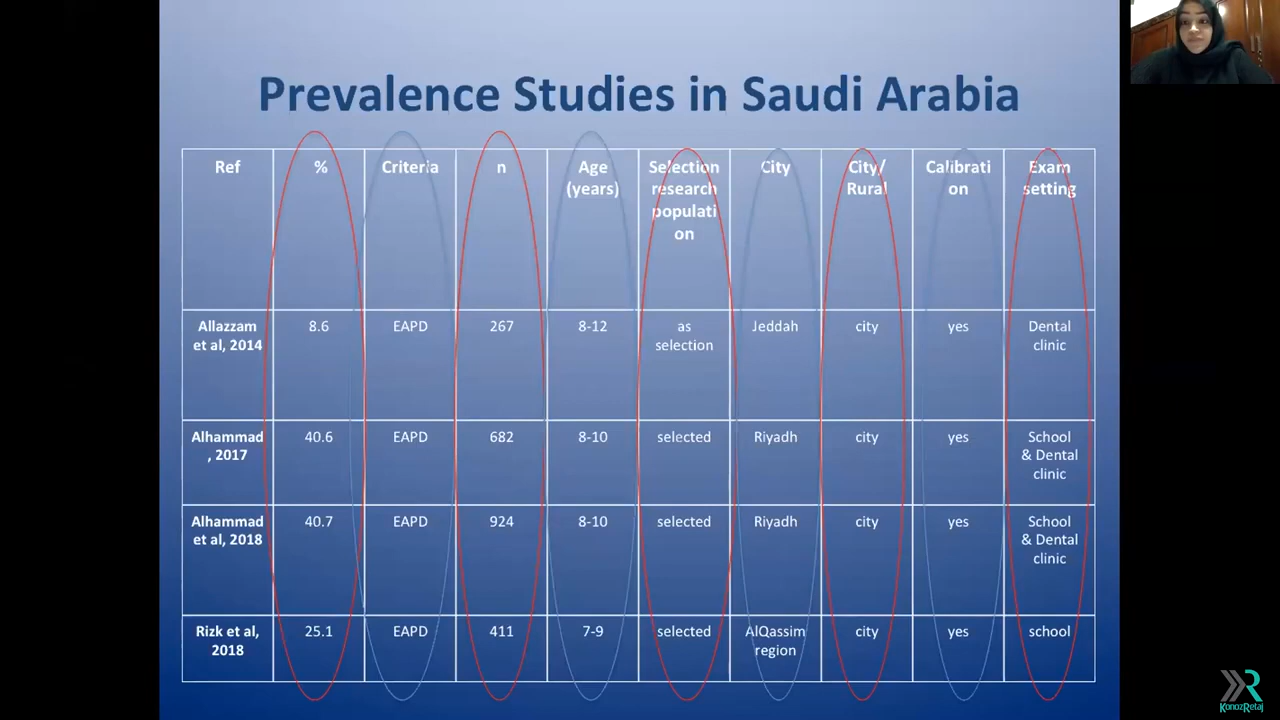 Prevalence Studies in Saudi Arabia
Ref % Criteria n Age (years) Selection research populati on City City/ Rural Calibrati on Exam setting
Allazzam et al, 2014 8.6 EAPD 267 8-12 as selection Jeddah city yes Dental clinic
Alhammad , 2017 40.6 EAPD 682 8-10 selected Riyadh city yes School & Dental clinic
Alhammad et al, 2018 40.7 EAPD 924 8-10 selected Riyadh city yes School & Dental clinic
Rizk et al, 2018 25.1 EAPD 411 7-9 selected AlQassim region city yes school
KonozRetaj